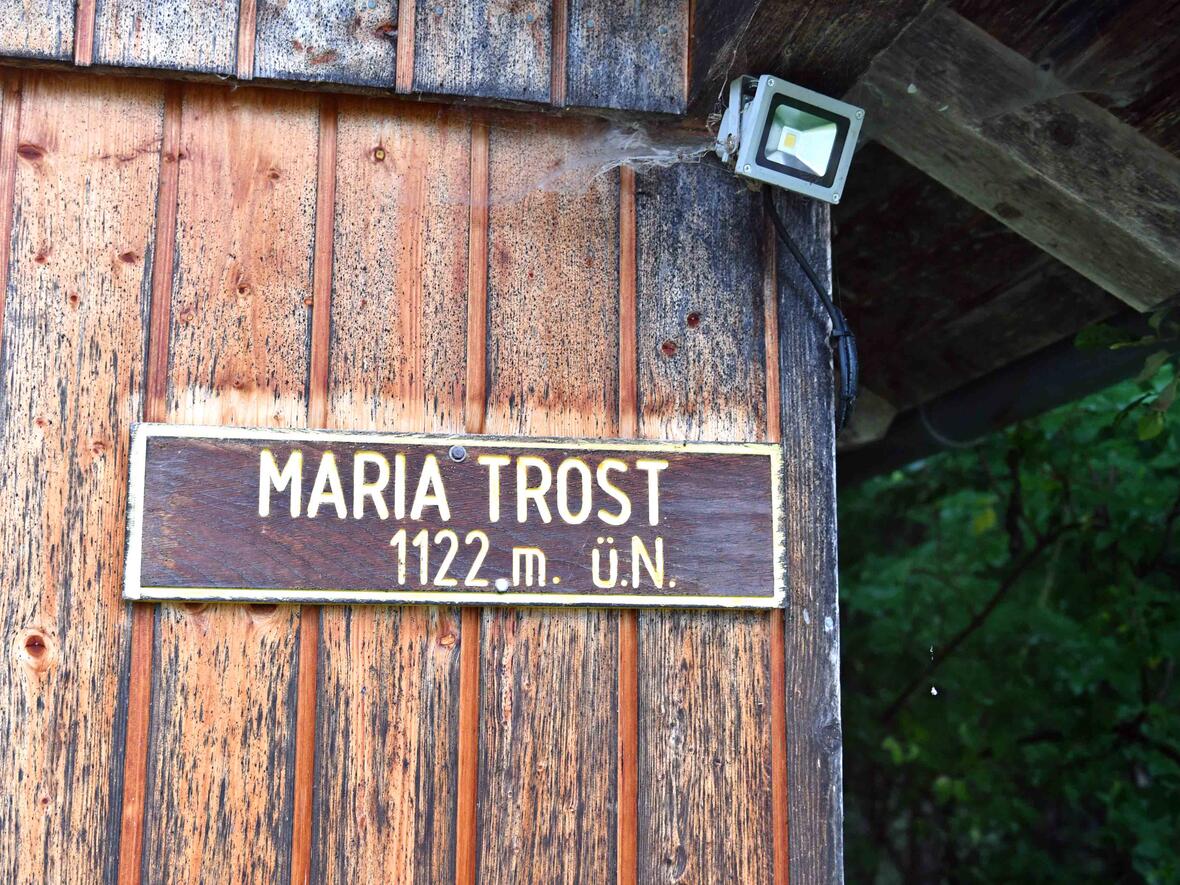 MARIA TROST
1122 m. ü.N.